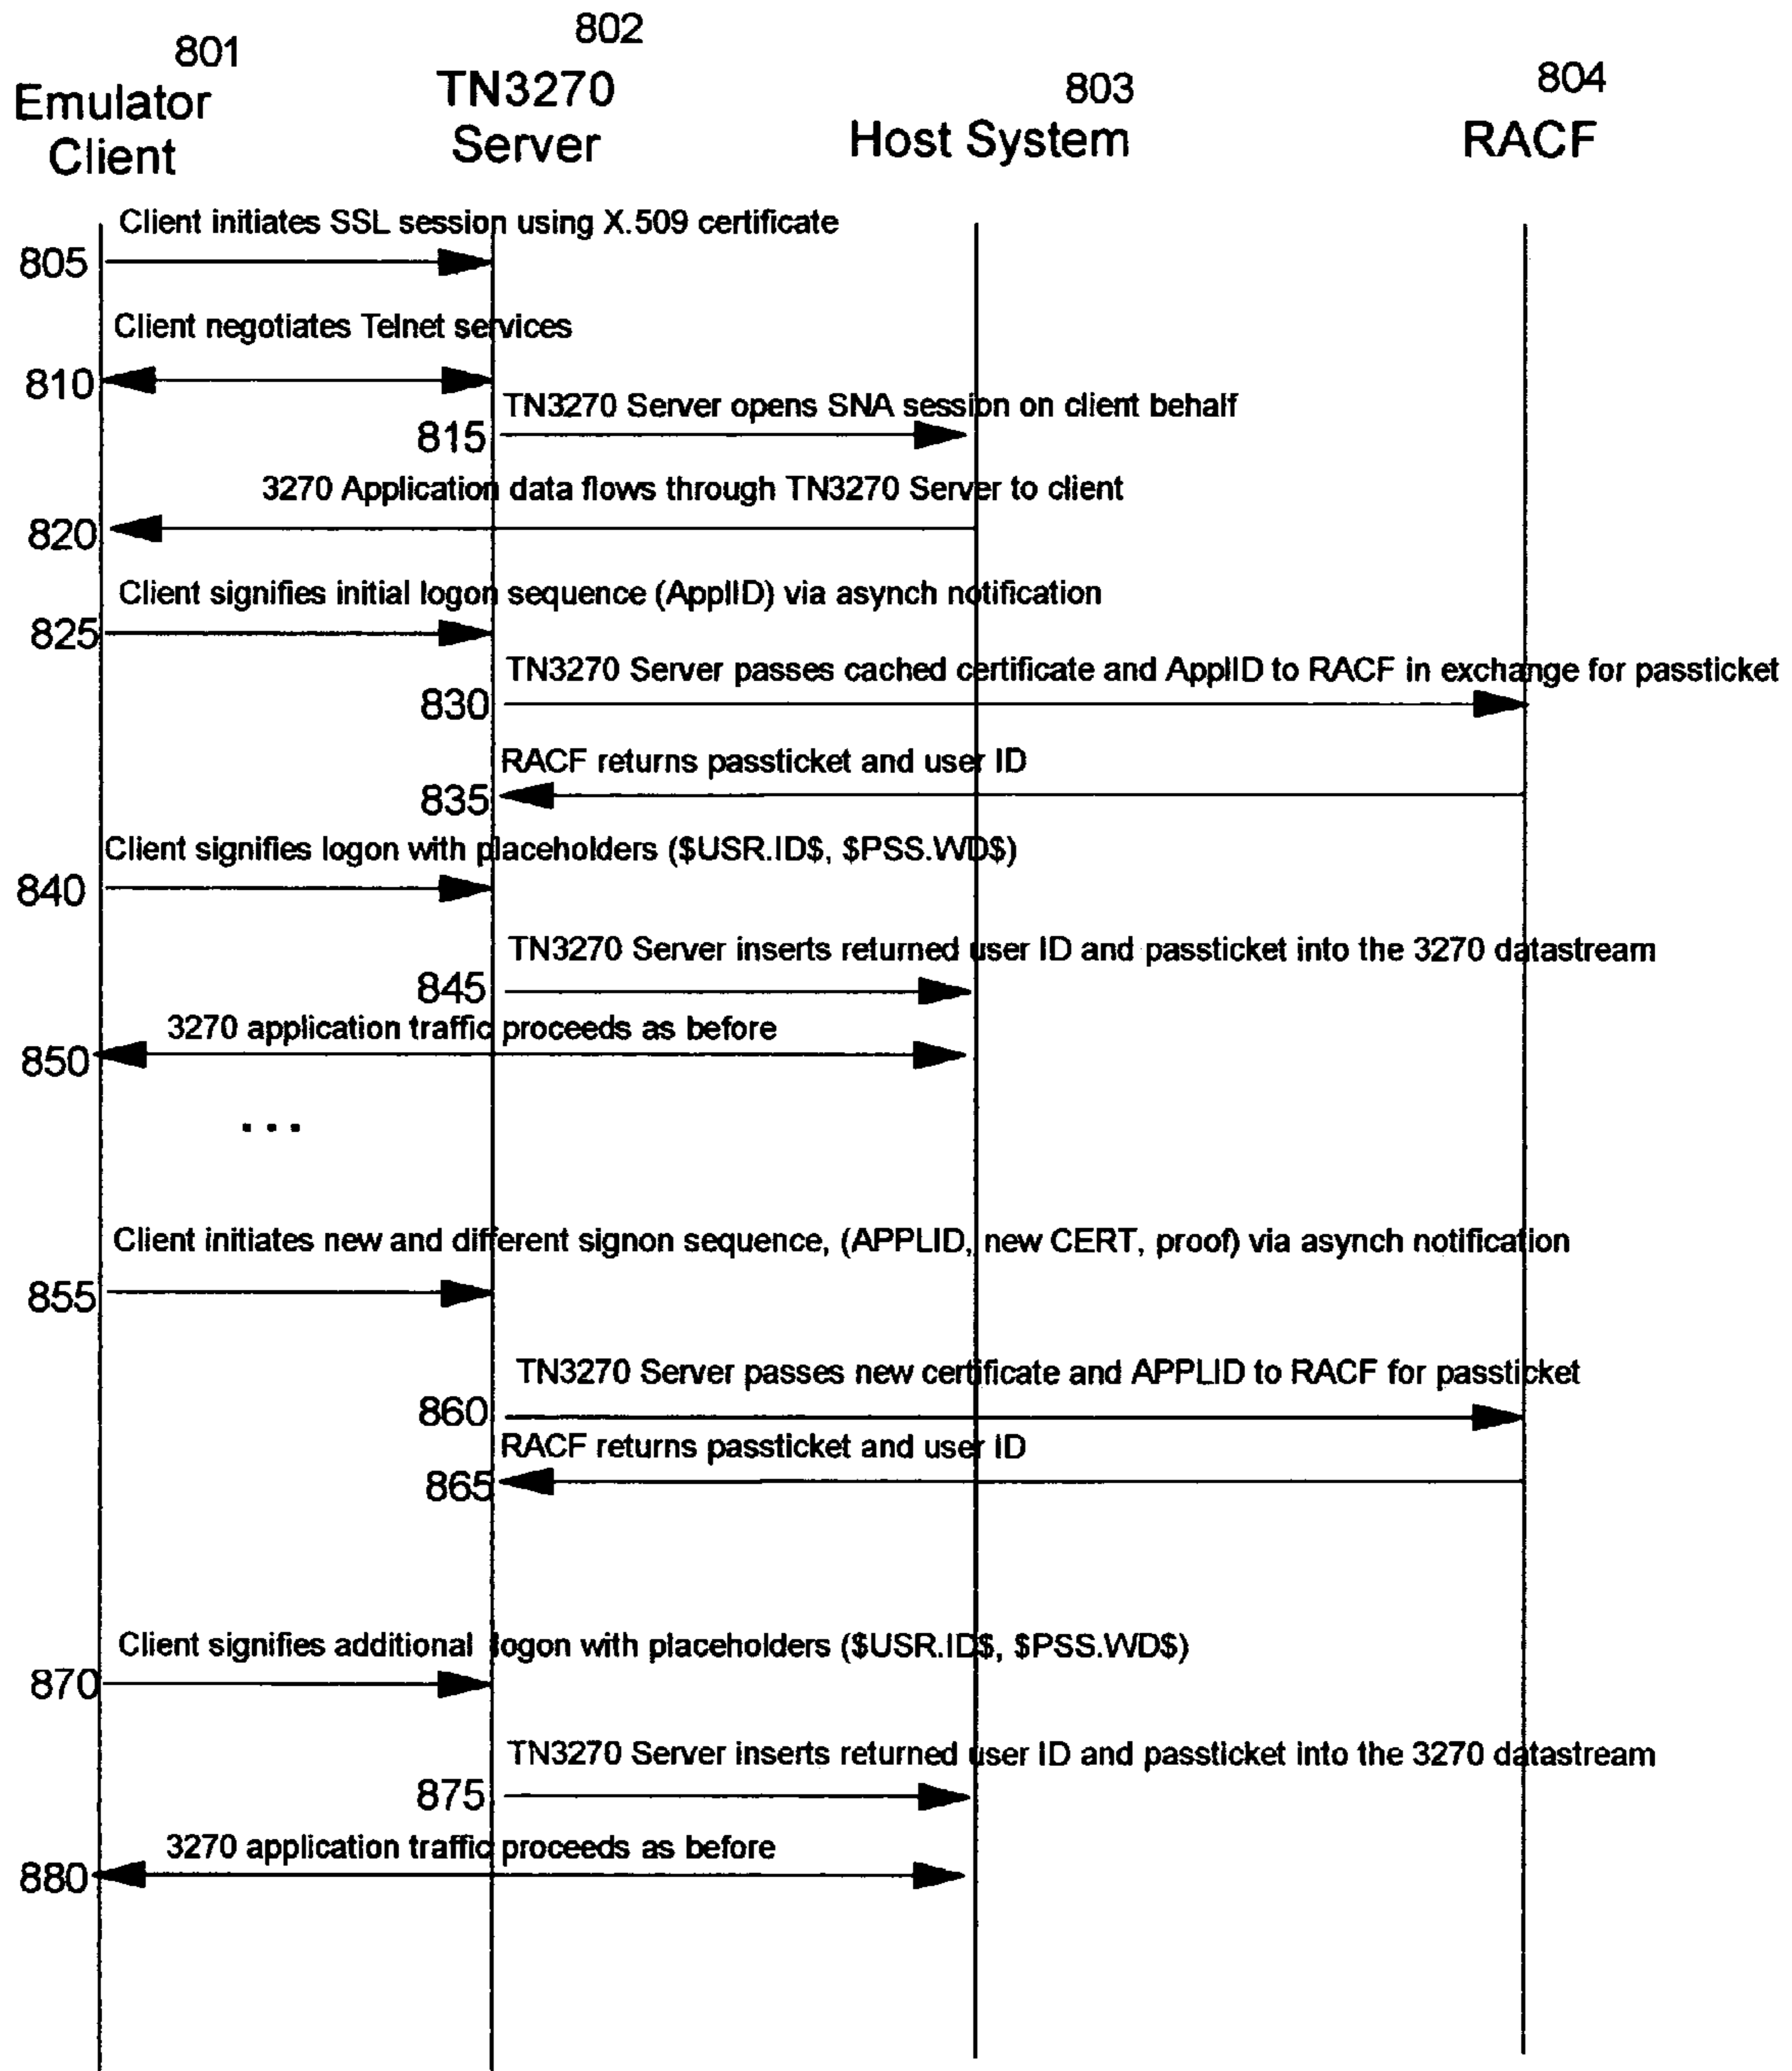 801
Emulator
Client
802
TN3270
Server
803
Host System
804
RACF
Client initiates SSL session using X.509 certificate
805
Client negotiates Telnet services
810
TN3270 Server opens SNA session on client behalf
815
3270 Application data flows through TN3270 Server to client
820
Client signifies initial logon sequence (ApplID) via asynch notification
825
TN3270 Server passes cached certificate and ApplID to RACF in exchange for passticket
830
RACF returns passticket and user ID
835
Client signifies logon with placeholders ($USR.ID$, $PSS.WD$)
840
TN3270 Server inserts returned user ID and passticket into the 3270 datastream
845
3270 application traffic proceeds as before
850
...
Client initiates new and different signon sequence, (APPLID, new CERT, proof) via asynch notification
855
TN3270 Server passes new certificate and APPLID to RACF for passticket
860
RACF returns passticket and user ID
865
Client signifies additional logon with placeholders ($USR.ID$, $PSS.WD$)
870
TN3270 Server inserts returned user ID and passticket into the 3270 datastream
875
3270 application traffic proceeds as before
880